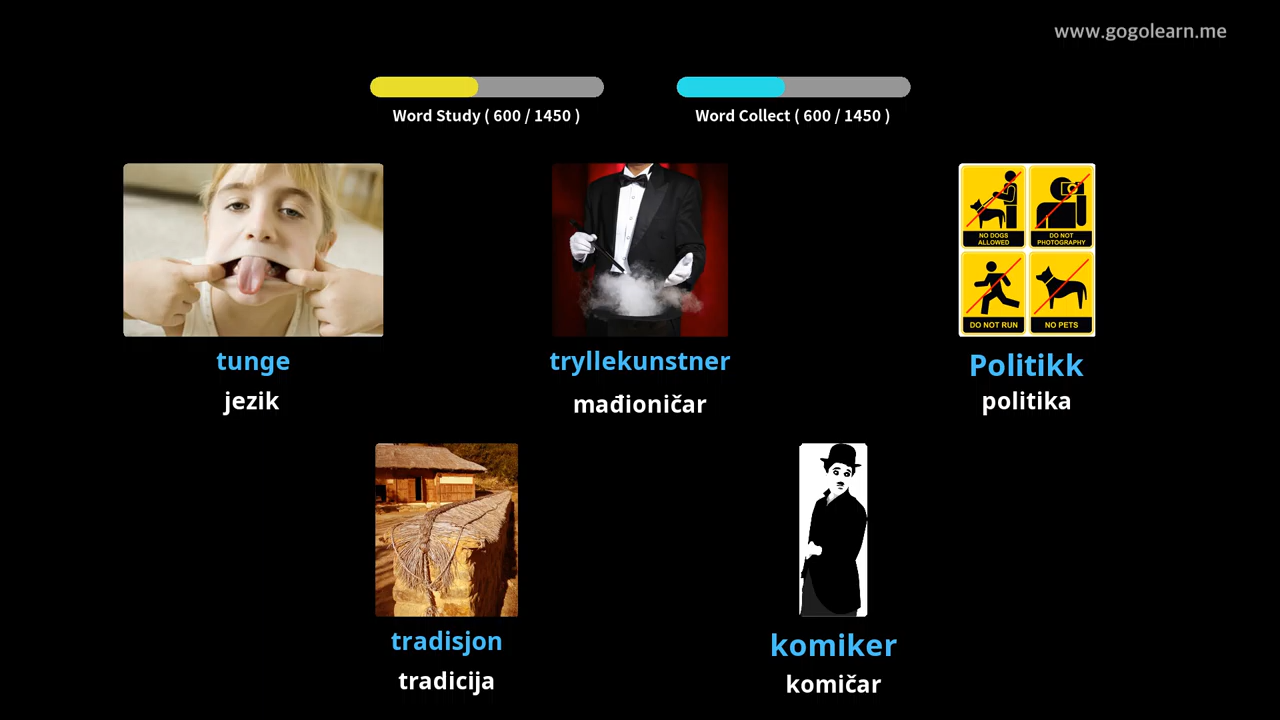 www.gogolearn.me
Word Study ( 600 / 1450 )
Word Collect ( 600 / 1450 )
NO DOGS
ALLOWED
DO NOT
PHOTOGRAPHY
DO NOT RUN
NO PETS
tunge
jezik
tryllekunstner
mađioničar
Politikk
politika
tradisjon
tradicija
komiker
komičar